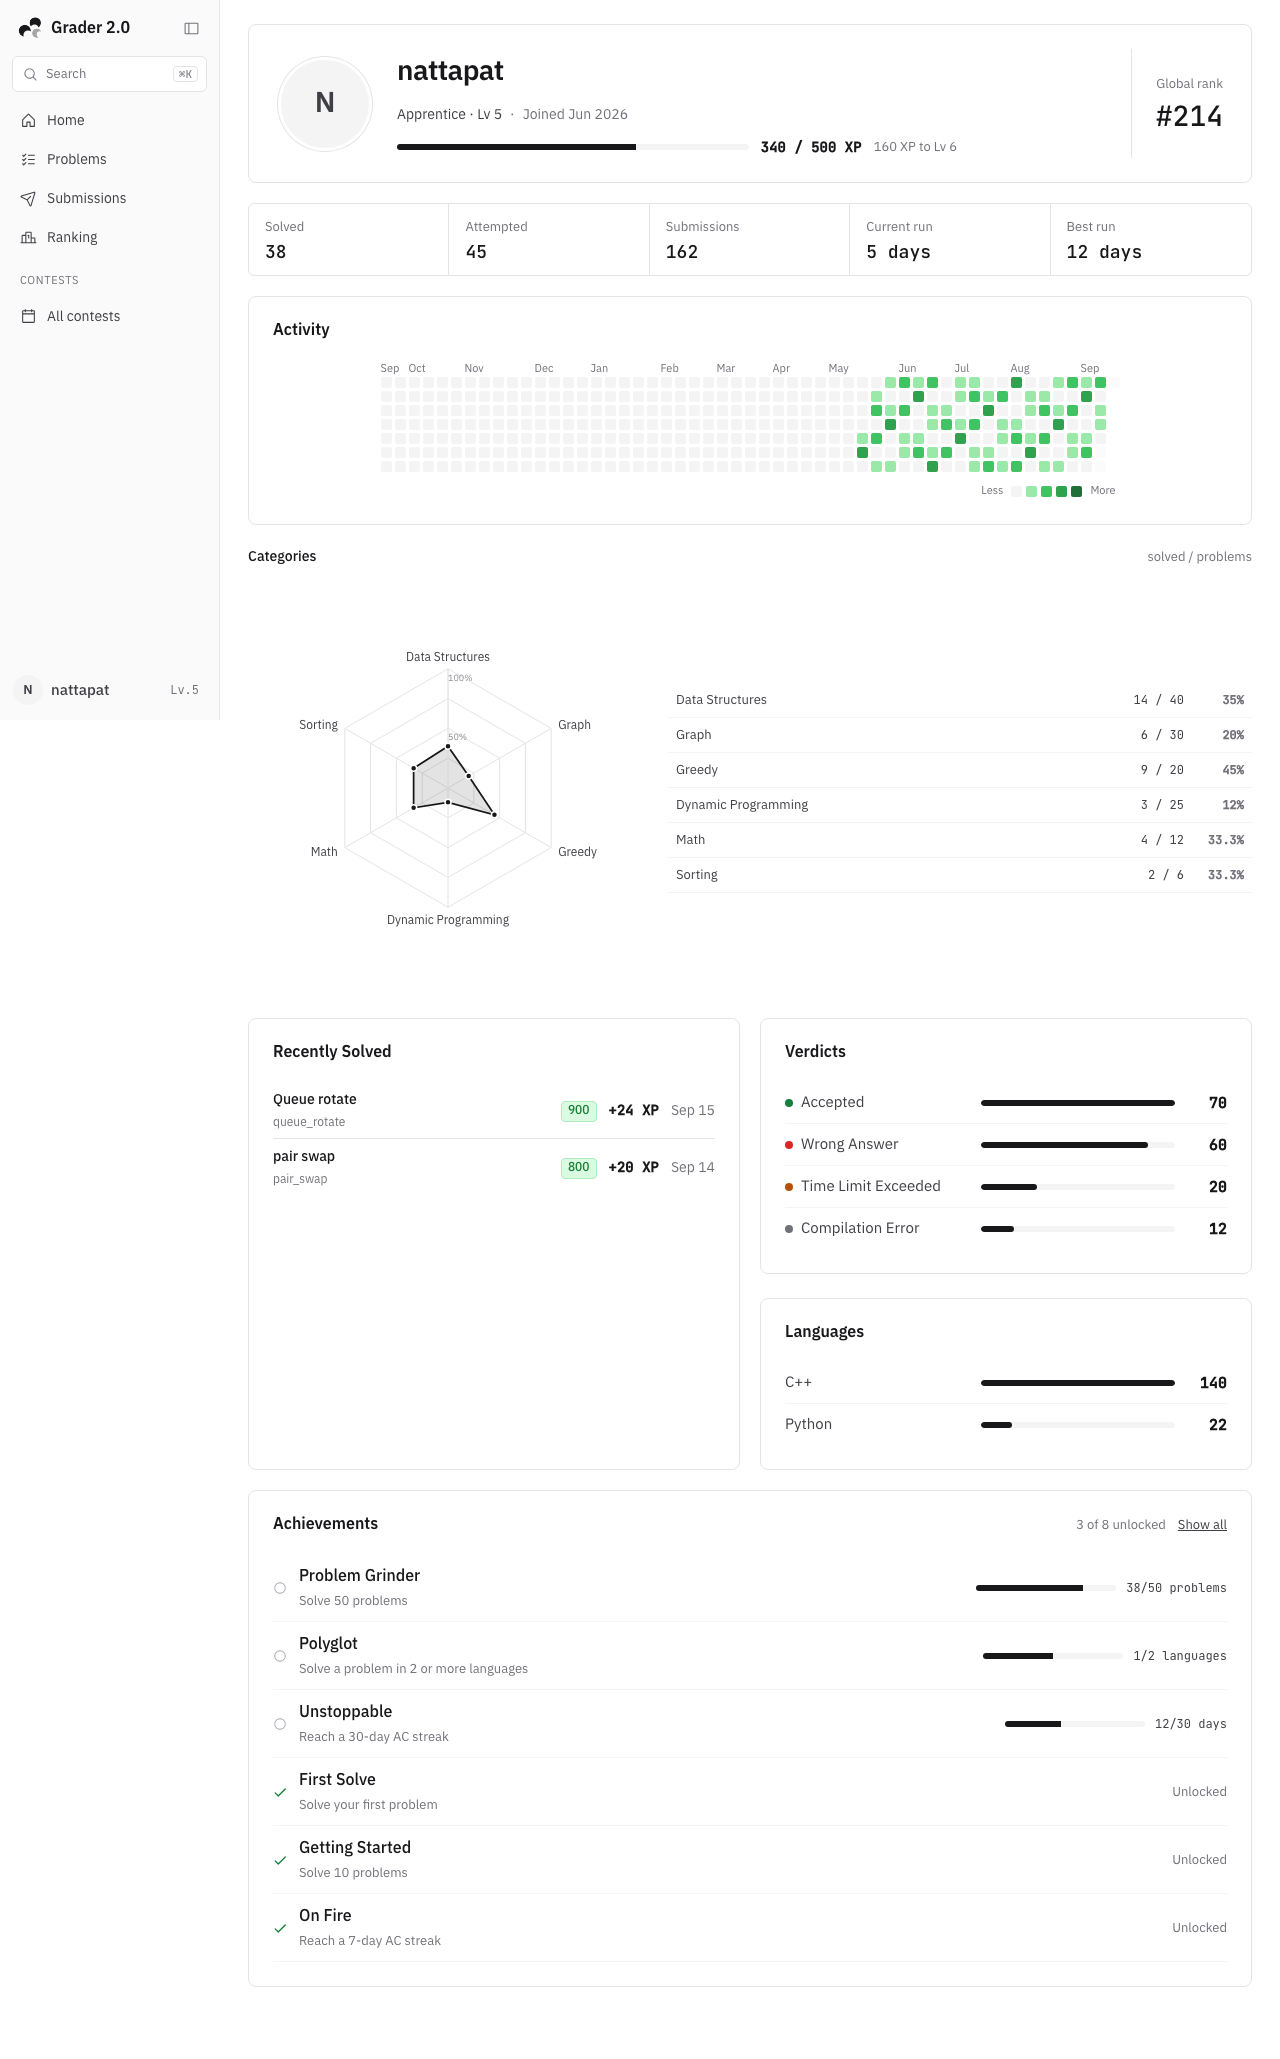 Grader 2.0
Search ⌘K
Home
Problems
Submissions
Ranking
CONTESTS
All contests
N nattapat Lv.5
N
nattapat
Apprentice · Lv 5 · Joined Jun 2026
340 / 500 XP 160 XP to Lv 6
Global rank
#214
Solved
38
Attempted
45
Submissions
162
Current run
5 days
Best run
12 days
Activity
Sep Oct Nov Dec Jan Feb Mar Apr May Jun Jul Aug Sep
Less More
Categories solved / problems
Data Structures
100%
50%
Sorting
Graph
Math
Greedy
Dynamic Programming
Data Structures 14 / 40 35%
Graph 6 / 30 20%
Greedy 9 / 20 45%
Dynamic Programming 3 / 25 12%
Math 4 / 12 33.3%
Sorting 2 / 6 33.3%
Recently Solved
Queue rotate
queue_rotate
900 +24 XP Sep 15
pair swap
pair_swap
800 +20 XP Sep 14
Verdicts
Accepted 70
Wrong Answer 60
Time Limit Exceeded 20
Compilation Error 12
Languages
C++ 140
Python 22
Achievements 3 of 8 unlocked Show all
Problem Grinder
Solve 50 problems
38/50 problems
Polyglot
Solve a problem in 2 or more languages
1/2 languages
Unstoppable
Reach a 30-day AC streak
12/30 days
First Solve
Solve your first problem
Unlocked
Getting Started
Solve 10 problems
Unlocked
On Fire
Reach a 7-day AC streak
Unlocked